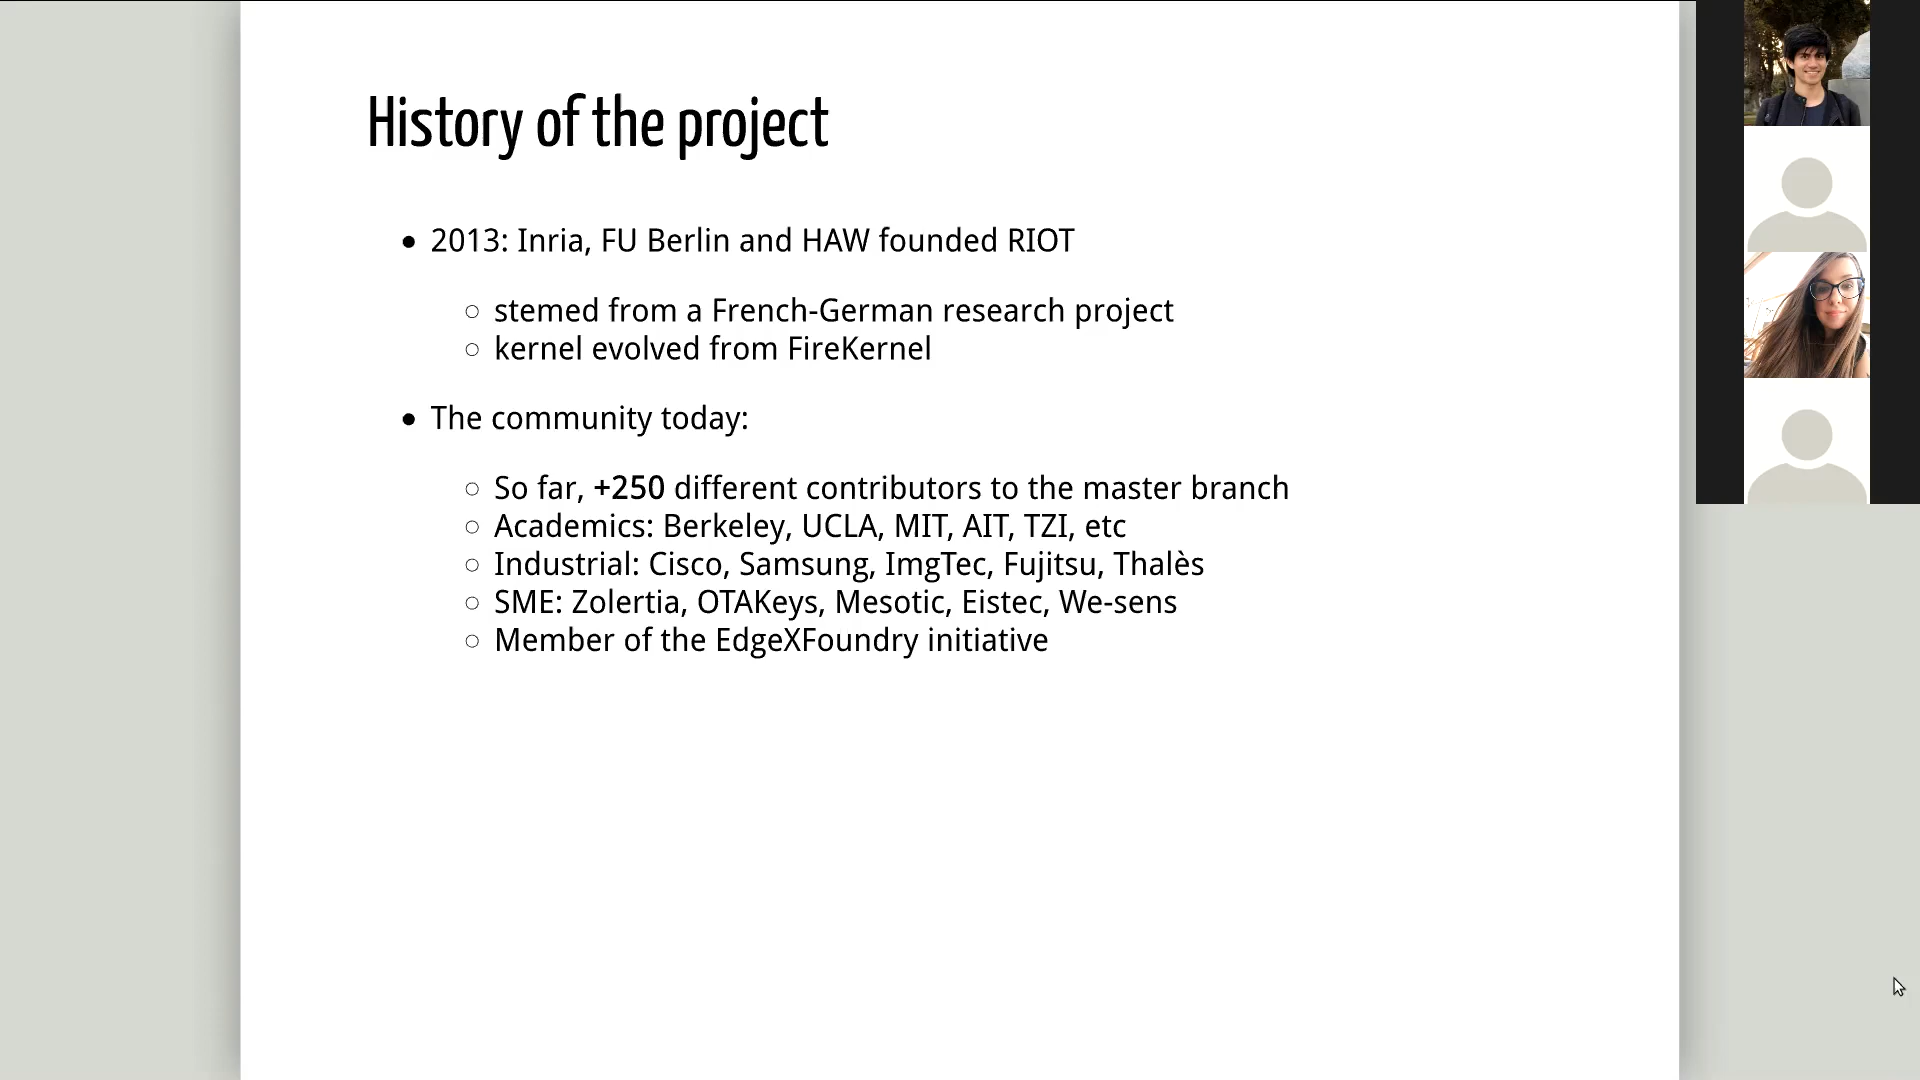 History of the project
2013: Inria, FU Berlin and HAW founded RIOT
stemed from a French-German research project
kernel evolved from FireKernel
The community today:
So far, +250 different contributors to the master branch
Academics: Berkeley, UCLA, MIT, AIT, TZI, etc
Industrial: Cisco, Samsung, ImgTec, Fujitsu, Thalès
SME: Zolertia, OTAKeys, Mesotic, Eistec, We-sens
Member of the EdgeXFoundry initiative